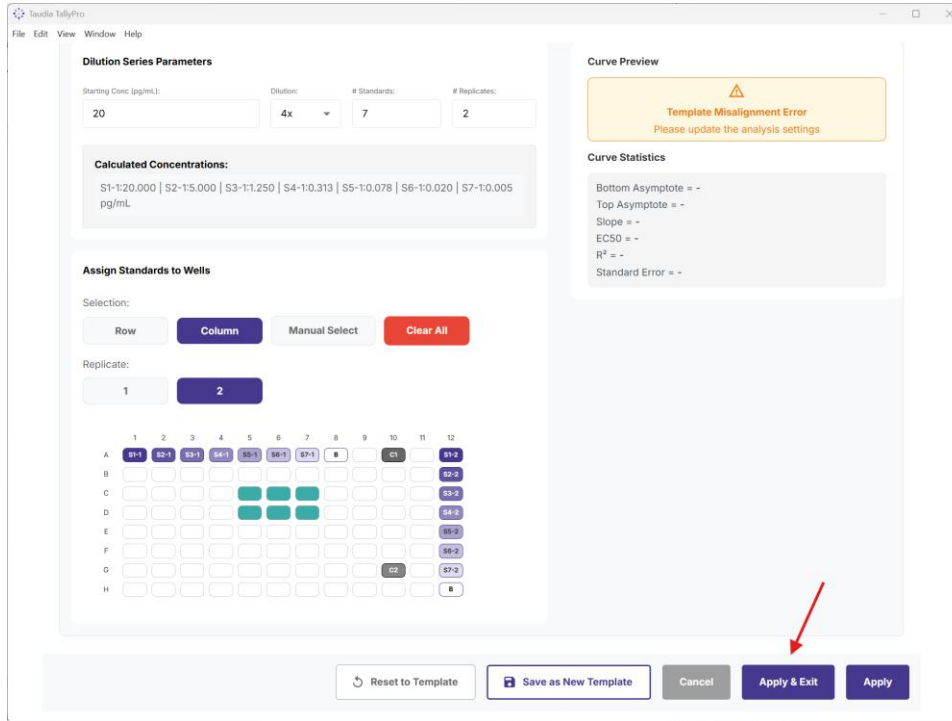 Taudia TallyPro
File Edit View Window Help
Dilution Series Parameters
Starting Conc (pg/mL):
Dilution:
# Standards:
# Replicates:
20
4x
7
2
Calculated Concentrations:
S1-1:20.000 | S2-1:5.000 | S3-1:1.250 | S4-1:0.313 | S5-1:0.078 | S6-1:0.020 | S7-1:0.005
pg/mL
Assign Standards to Wells
Selection:
Row
Column
Manual Select
Clear All
Replicate:
1
2
1 2 3 4 5 6 7 8 9 10 11 12
A S1-1 S2-1 S3-1 S4-1 S5-1 S6-1 S7-1 B C1 S1-2
B S2-2
C S3-2
D S4-2
E S5-2
F S6-2
G C2 S7-2
H B
Curve Preview
Template Misalignment Error
Please update the analysis settings
Curve Statistics
Bottom Asymptote = -
Top Asymptote = -
Slope = -
EC50 = -
R² = -
Standard Error = -
Reset to Template
Save as New Template
Cancel
Apply & Exit
Apply